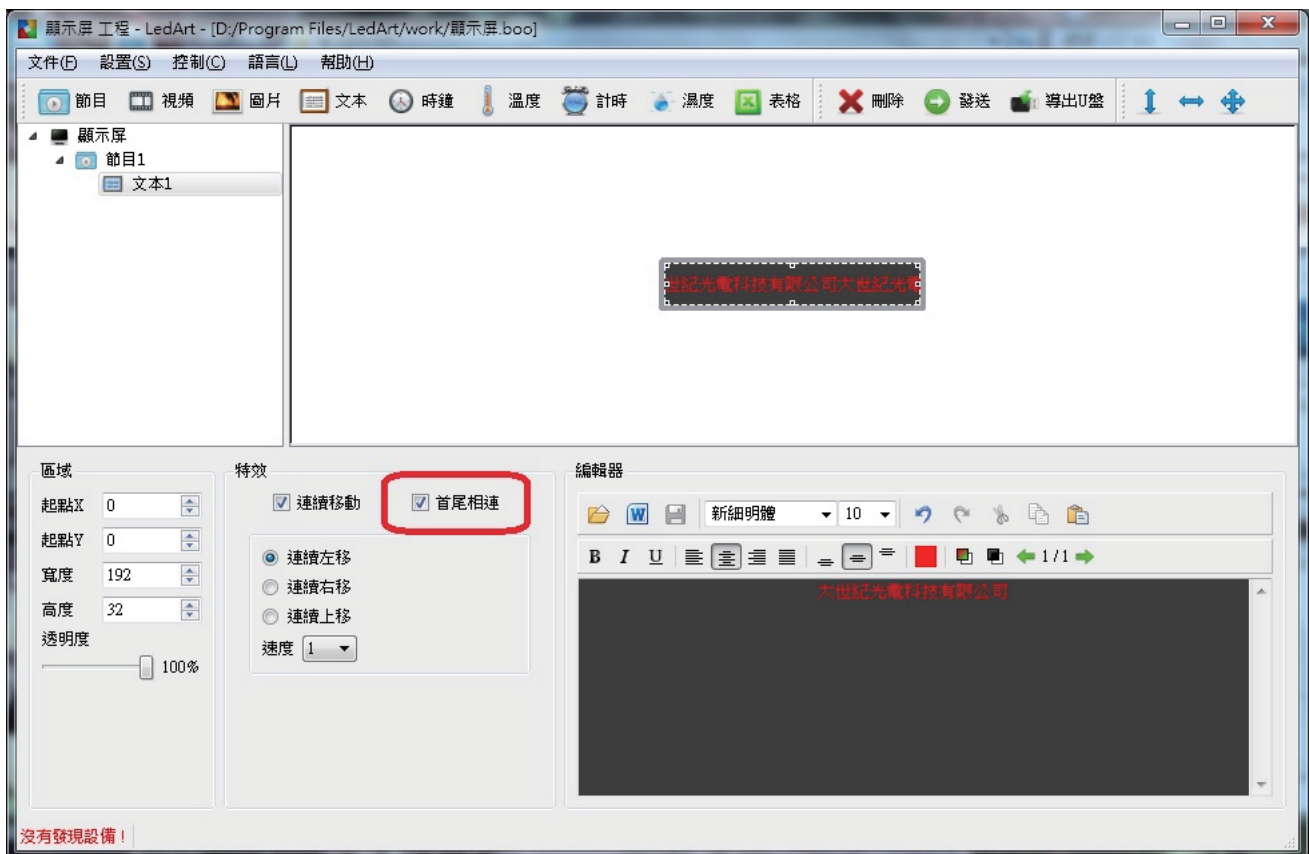 顯示屏 工程 - LedArt - [D:/Program Files/LedArt/work/顯示屏.boo]
文件(F) 設置(S) 控制(C) 語言(L) 幫助(H)
節目 視頻 圖片 文本 時鐘 溫度 計時 濕度 表格 刪除 發送 導出U盤
顯示屏
節目1
文本1
世紀光電科技有限公司大世紀光電
區域
起點X 0
起點Y 0
寬度 192
高度 32
透明度
100%
特效
連續移動 首尾相連
連續左移
連續右移
連續上移
速度 1
編輯器
新細明體 10
B I U 1/1
大世紀光電科技有限公司
沒有發現設備！